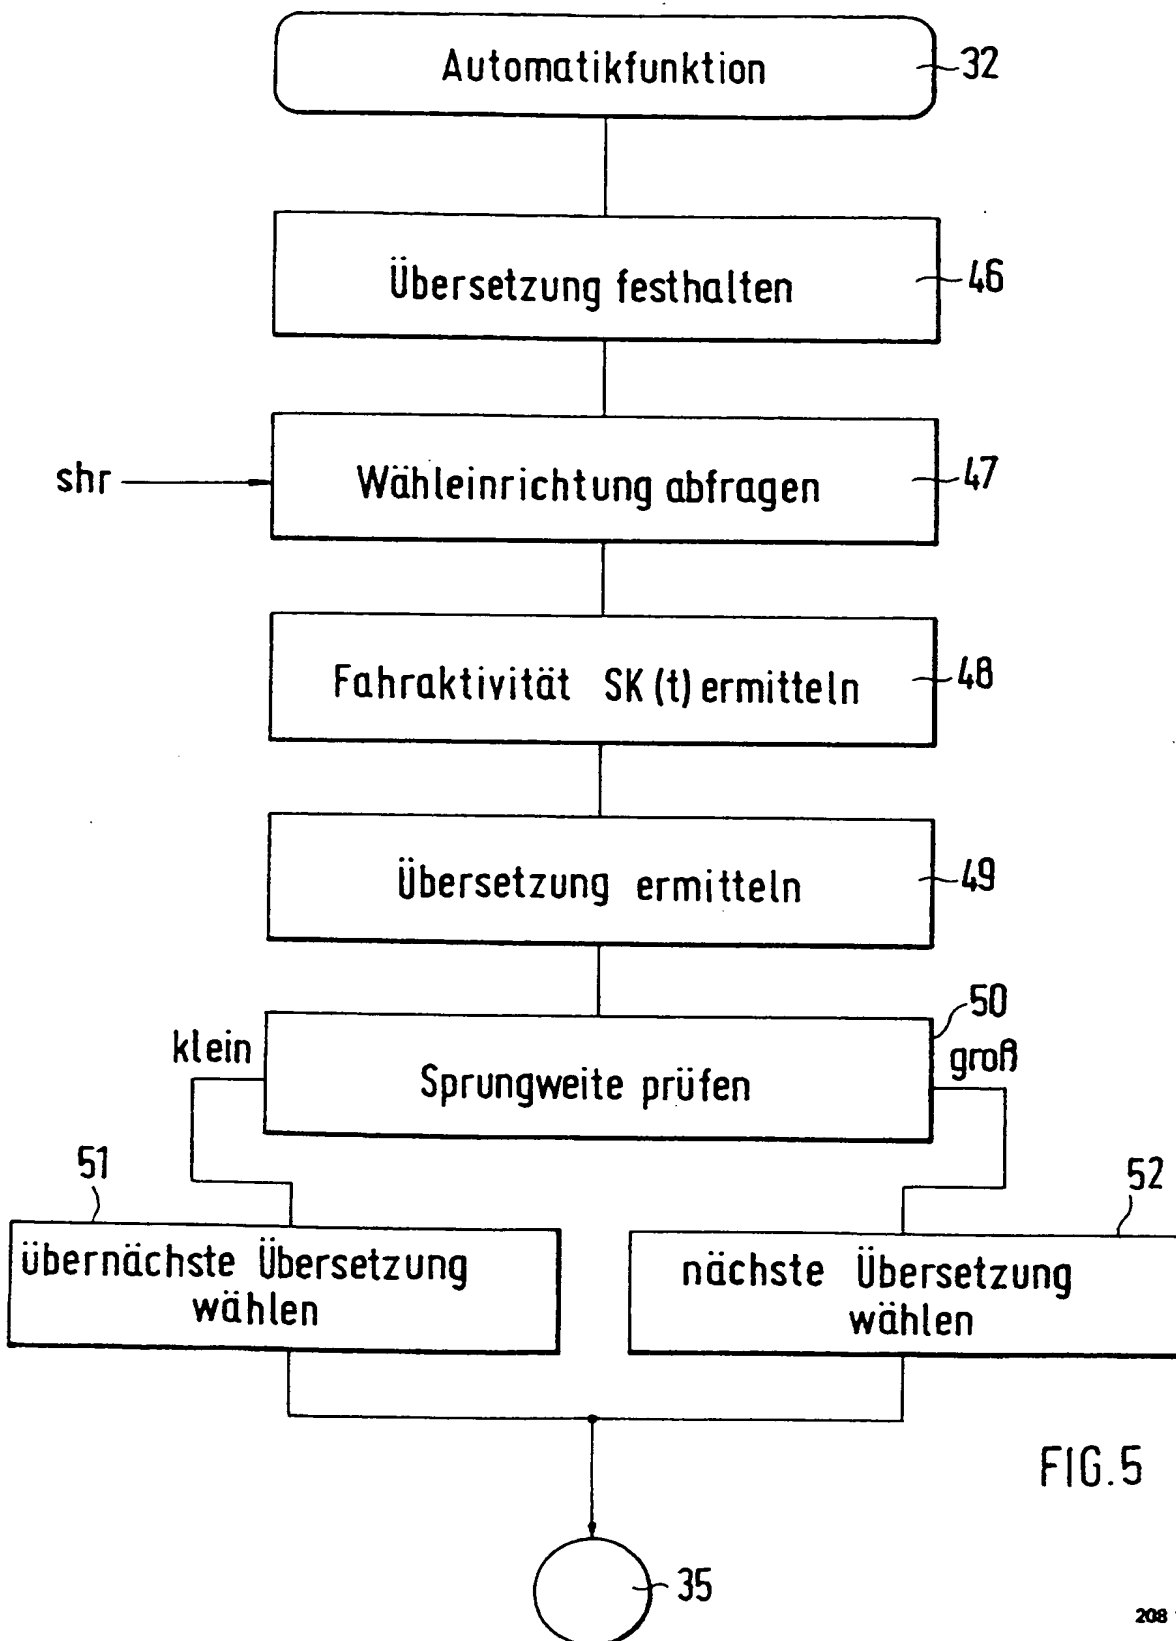 Automatikfunktion
32
Übersetzung festhalten
46
shr
Wähleinrichtung abfragen
47
Fahraktivität SK(t) ermitteln
48
Übersetzung ermitteln
49
50
klein
groß
Sprungweite prüfen
51
52
übernächste Übersetzung
wählen
nächste Übersetzung
wählen
FIG.5
35
208